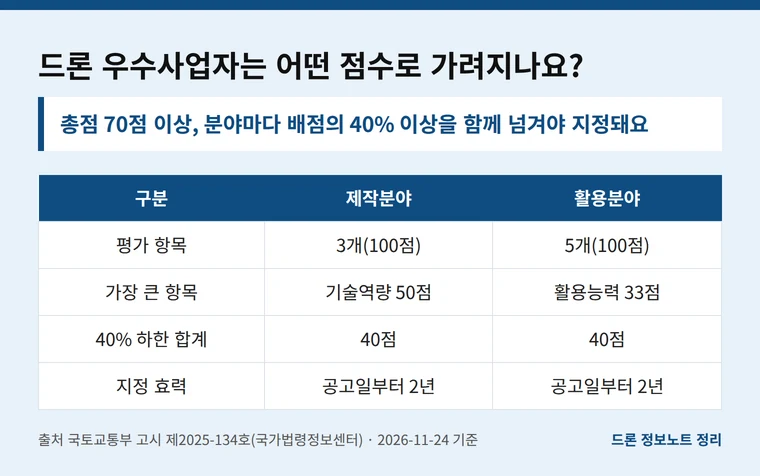 드론 우수사업자는 어떤 점수로 가려지나요?
총점 70점 이상, 분야마다 배점의 40% 이상을 함께 넘겨야 지정돼요
구분 제작분야 활용분야
평가 항목 3개(100점) 5개(100점)
가장 큰 항목 기술역량 50점 활용능력 33점
40% 하한 합계 40점 40점
지정 효력 공고일부터 2년 공고일부터 2년
출처 국토교통부 고시 제2025-134호(국가법령정보센터) · 2026-11-24 기준 드론 정보노트 정리